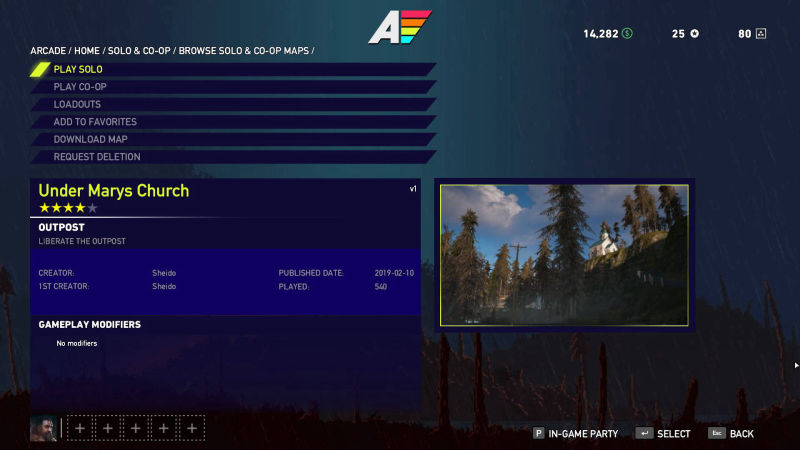 AE
14,282
25
80
ARCADE / HOME / SOLO & CO-OP / BROWSE SOLO & CO-OP MAPS /
PLAY SOLO
PLAY CO-OP
LOADOUTS
ADD TO FAVORITES
DOWNLOAD MAP
REQUEST DELETION
Under Marys Church
v1
OUTPOST
LIBERATE THE OUTPOST
CREATOR: Sheido PUBLISHED DATE: 2019-02-10
1ST CREATOR: Sheido PLAYED: 540
GAMEPLAY MODIFIERS
No modifiers
P IN-GAME PARTY SELECT Esc BACK